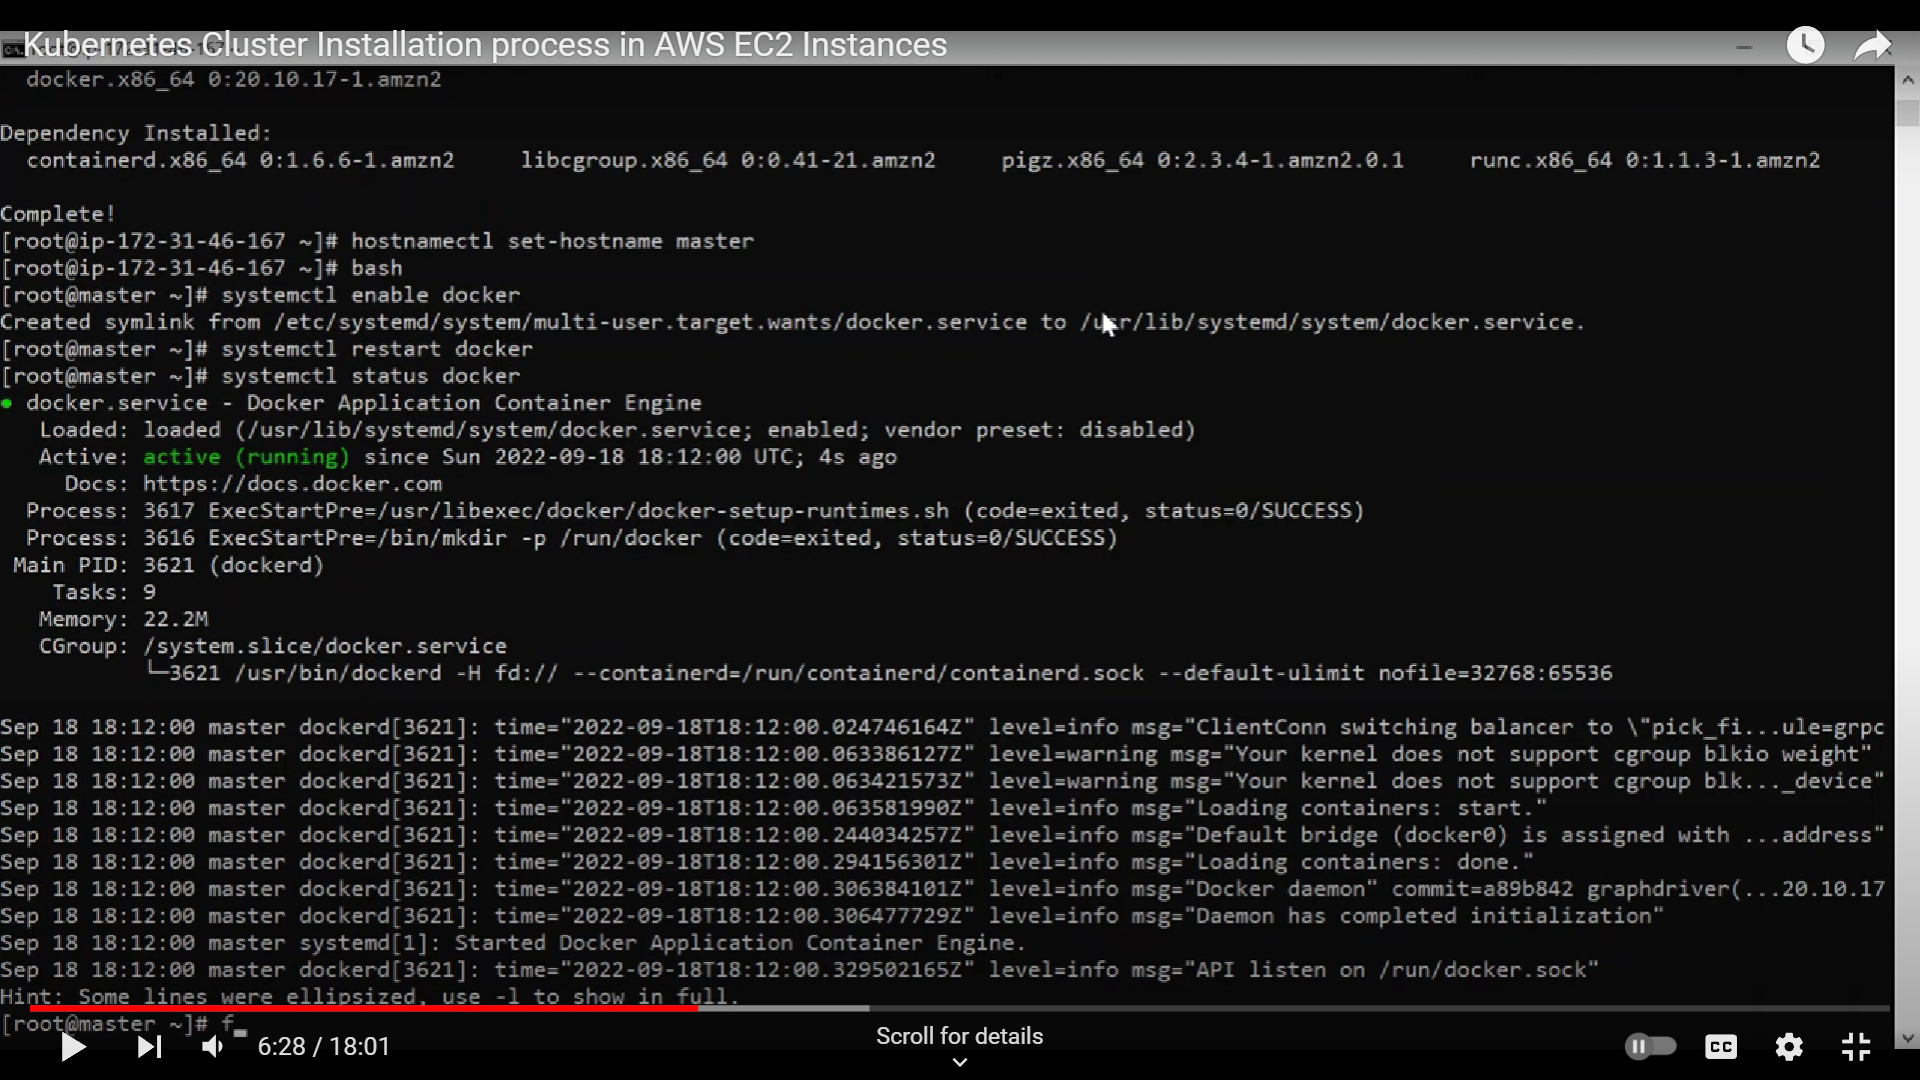 Kubernetes Cluster Installation process in AWS EC2 Instances
docker.x86_64 0:20.10.17-1.amzn2
Dependency Installed:
containerd.x86_64 0:1.6.6-1.amzn2 libcgroup.x86_64 0:0.41-21.amzn2 pigz.x86_64 0:2.3.4-1.amzn2.0.1 runc.x86_64 0:1.1.3-1.amzn2
Complete!
[root@ip-172-31-46-167 ~]# hostnamectl set-hostname master
[root@ip-172-31-46-167 ~]# bash
[root@master ~]# systemctl enable docker
Created symlink from /etc/systemd/system/multi-user.target.wants/docker.service to /usr/lib/systemd/system/docker.service.
[root@master ~]# systemctl restart docker
[root@master ~]# systemctl status docker
● docker.service - Docker Application Container Engine
Loaded: loaded (/usr/lib/systemd/system/docker.service; enabled; vendor preset: disabled)
Active: active (running) since Sun 2022-09-18 18:12:00 UTC; 4s ago
Docs: https://docs.docker.com
Process: 3617 ExecStartPre=/usr/libexec/docker/docker-setup-runtimes.sh (code=exited, status=0/SUCCESS)
Process: 3616 ExecStartPre=/bin/mkdir -p /run/docker (code=exited, status=0/SUCCESS)
Main PID: 3621 (dockerd)
Tasks: 9
Memory: 22.2M
CGroup: /system.slice/docker.service
└─3621 /usr/bin/dockerd -H fd:// --containerd=/run/containerd/containerd.sock --default-ulimit nofile=32768:65536
Sep 18 18:12:00 master dockerd[3621]: time="2022-09-18T18:12:00.024746164Z" level=info msg="ClientConn switching balancer to \"pick_fi...ule=grpc
Sep 18 18:12:00 master dockerd[3621]: time="2022-09-18T18:12:00.063386127Z" level=warning msg="Your kernel does not support cgroup blkio weight"
Sep 18 18:12:00 master dockerd[3621]: time="2022-09-18T18:12:00.063421573Z" level=warning msg="Your kernel does not support cgroup blk..._device"
Sep 18 18:12:00 master dockerd[3621]: time="2022-09-18T18:12:00.063581990Z" level=info msg="Loading containers: start."
Sep 18 18:12:00 master dockerd[3621]: time="2022-09-18T18:12:00.244034257Z" level=info msg="Default bridge (docker0) is assigned with ...address"
Sep 18 18:12:00 master dockerd[3621]: time="2022-09-18T18:12:00.294156301Z" level=info msg="Loading containers: done."
Sep 18 18:12:00 master dockerd[3621]: time="2022-09-18T18:12:00.306384101Z" level=info msg="Docker daemon" commit=a89b842 graphdriver(...20.10.17
Sep 18 18:12:00 master dockerd[3621]: time="2022-09-18T18:12:00.306477729Z" level=info msg="Daemon has completed initialization"
Sep 18 18:12:00 master systemd[1]: Started Docker Application Container Engine.
Sep 18 18:12:00 master dockerd[3621]: time="2022-09-18T18:12:00.329502165Z" level=info msg="API listen on /run/docker.sock"
Hint: Some lines were ellipsized, use -l to show in full.
[root@master ~]# f_
6:28 / 18:01
Scroll for details
CC